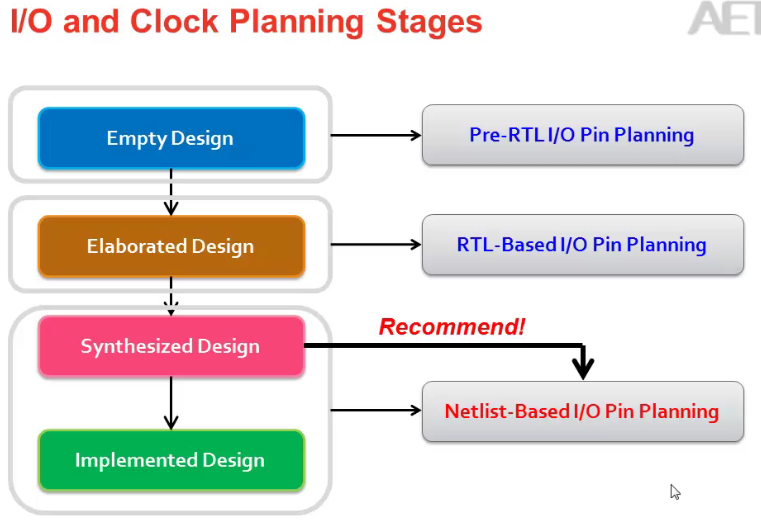 I/O and Clock Planning Stages
Empty Design
Pre-RTL I/O Pin Planning
Elaborated Design
RTL-Based I/O Pin Planning
Recommend!
Synthesized Design
Netlist-Based I/O Pin Planning
Implemented Design